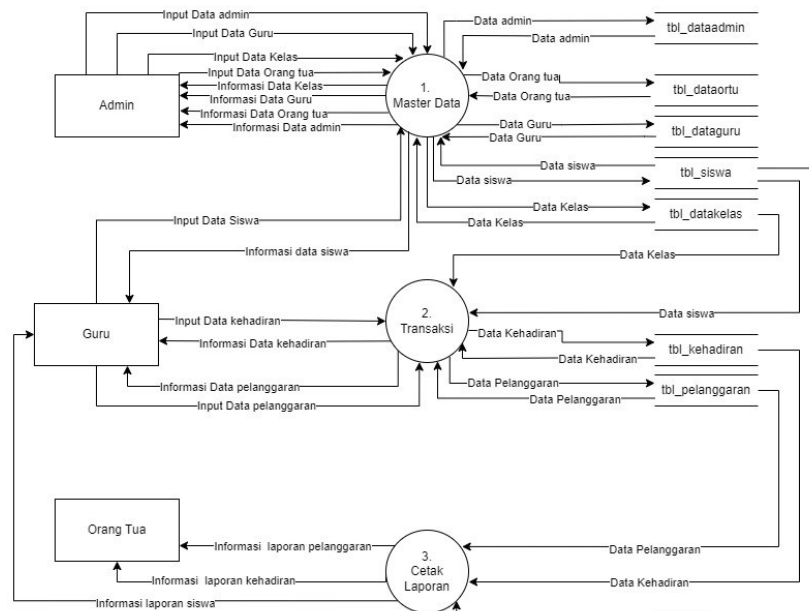 Input Data admin
Input Data Guru
Input Data Kelas
Input Data Orang tua
Informasi Data Kelas
Informasi Data Guru
Informasi Data Orang tua
Informasi Data admin
Admin
1.
Master Data
Data admin
Data admin
tbl_dataadmin
Data Orang tua
Data Orang tua
tbl_dataortu
Data Guru
Data Guru
tbl_dataguru
Data siswa
Data siswa
tbl_siswa
Data Kelas
Data Kelas
tbl_datakelas
Input Data Siswa
Informasi data siswa
Data Kelas
Guru
Input Data kehadiran
Informasi Data kehadiran
Informasi Data pelanggaran
Input Data pelanggaran
2.
Transaksi
Data siswa
Data Kehadiran
Data Kehadiran
tbl_kehadiran
Data Pelanggaran
Data Pelanggaran
tbl_pelanggaran
Orang Tua
Informasi laporan pelanggaran
Informasi laporan kehadiran
Informasi laporan siswa
3.
Cetak
Laporan
Data Pelanggaran
Data Kehadiran